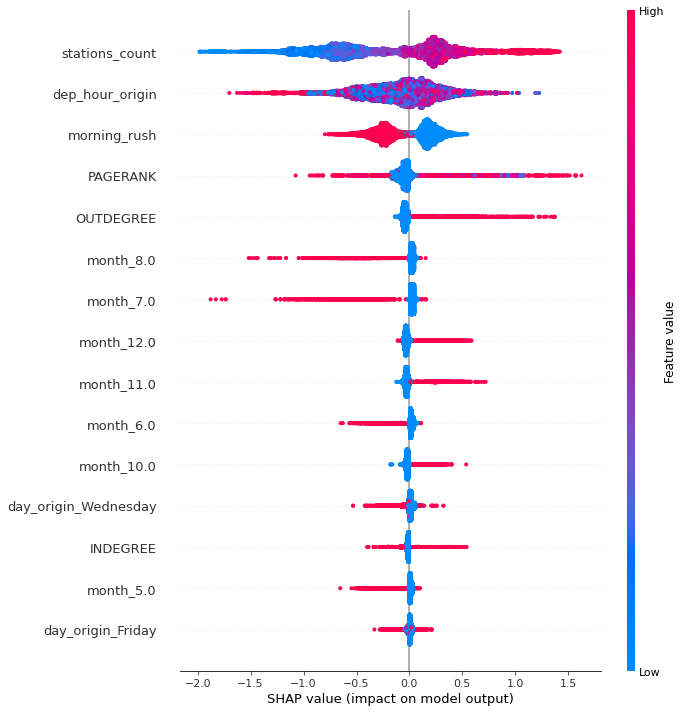 High
stations_count
dep_hour_origin
morning_rush
PAGERANK
OUTDEGREE
month_8.0
month_7.0
month_12.0
month_11.0
month_6.0
month_10.0
day_origin_Wednesday
INDEGREE
month_5.0
day_origin_Friday
Feature value
Low
−2.0 −1.5 −1.0 −0.5 0.0 0.5 1.0 1.5
SHAP value (impact on model output)